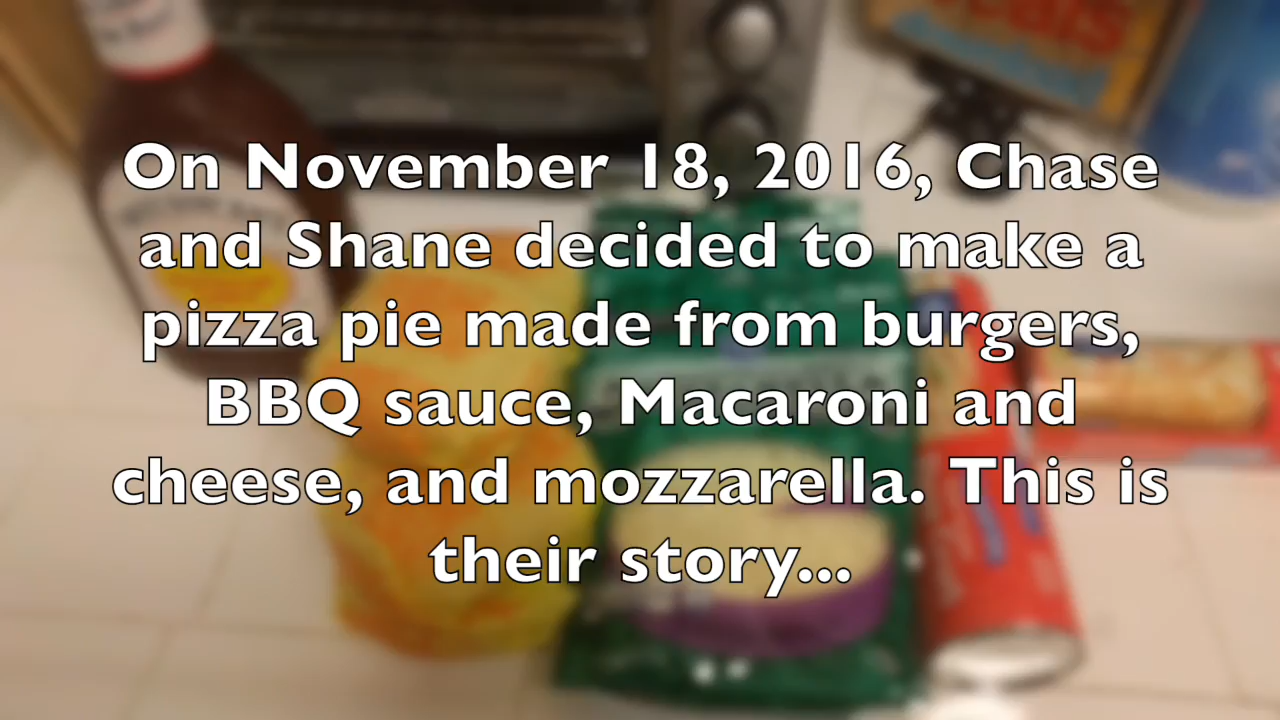 On November 18, 2016, Chase
and Shane decided to make a
pizza pie made from burgers,
BBQ sauce, Macaroni and
cheese, and mozzarella. This is
their story...